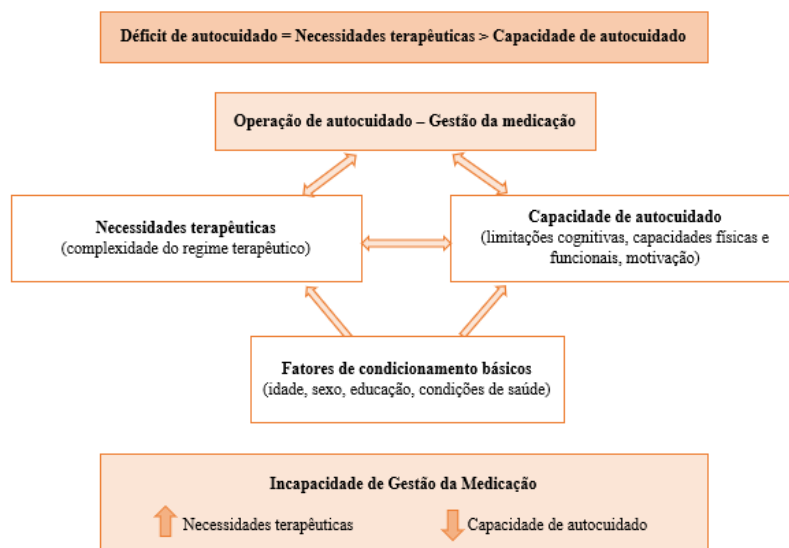 Déficit de autocuidado = Necessidades terapêuticas > Capacidade de autocuidado
Operação de autocuidado – Gestão da medicação
Necessidades terapêuticas
(complexidade do regime terapêutico)
Capacidade de autocuidado
(limitações cognitivas, capacidades físicas e
funcionais, motivação)
Fatores de condicionamento básicos
(idade, sexo, educação, condições de saúde)
Incapacidade de Gestão da Medicação
Necessidades terapêuticas
Capacidade de autocuidado